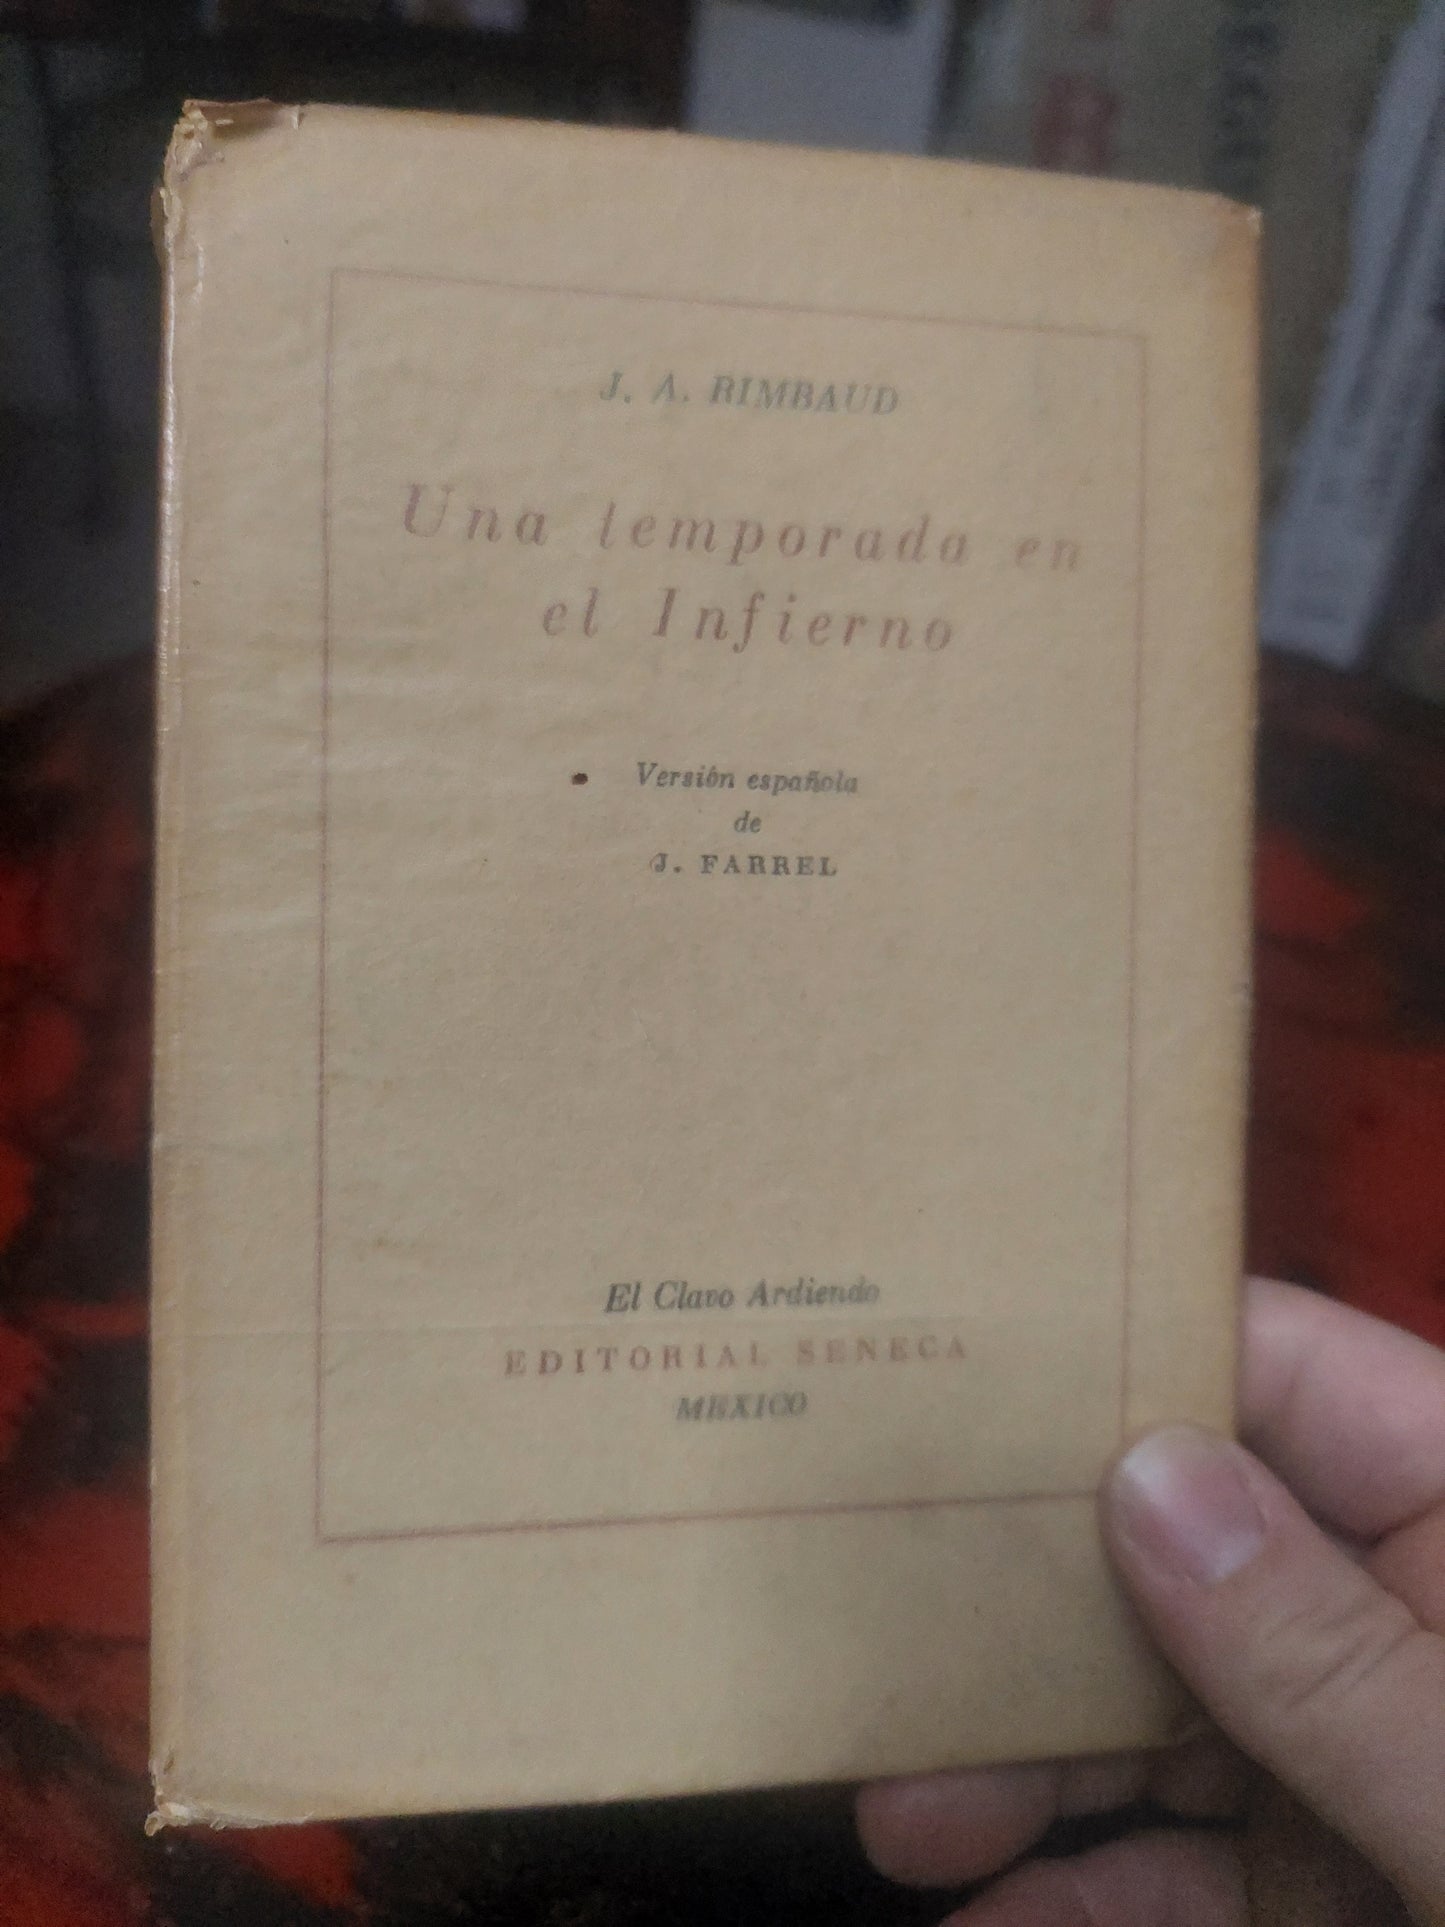 J. A. RIMBAUD
Una temporada en
el Infierno
Versión española
de
J. FARREL
El Clavo Ardiendo
EDITORIAL SENECA
MEXICO